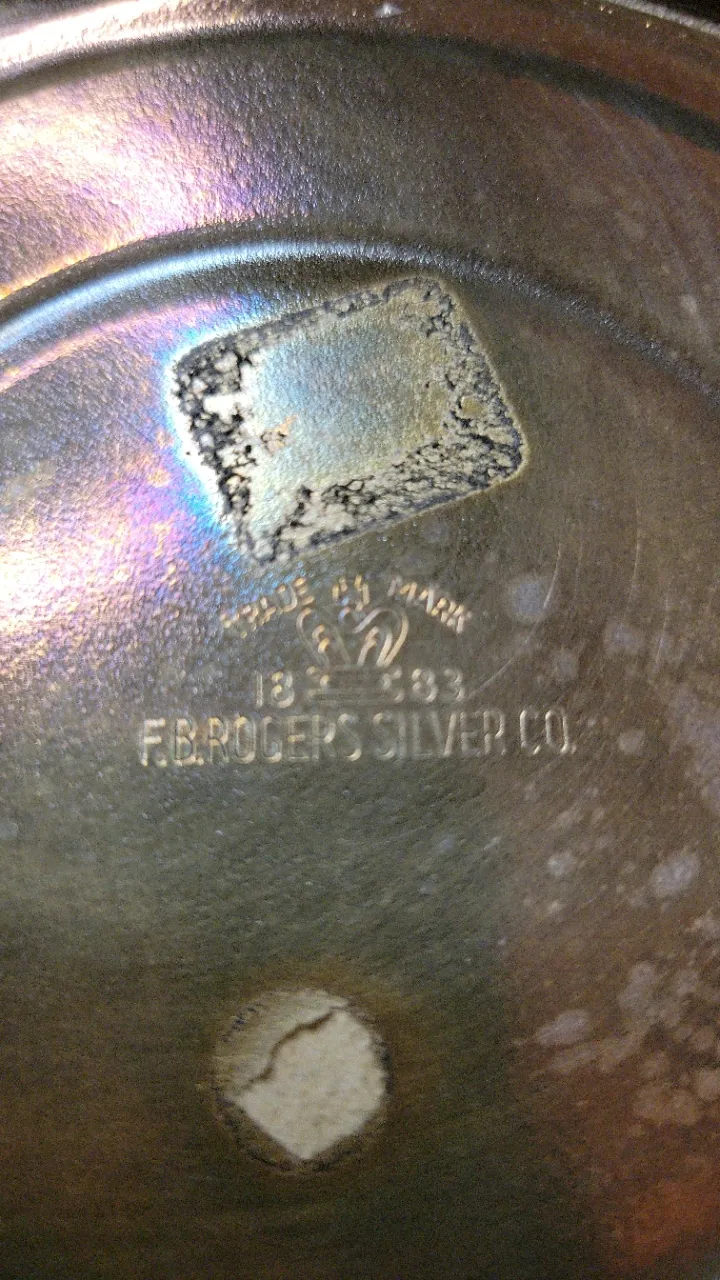 TRADE MARK
18 83
F.B. ROGERS SILVER CO.